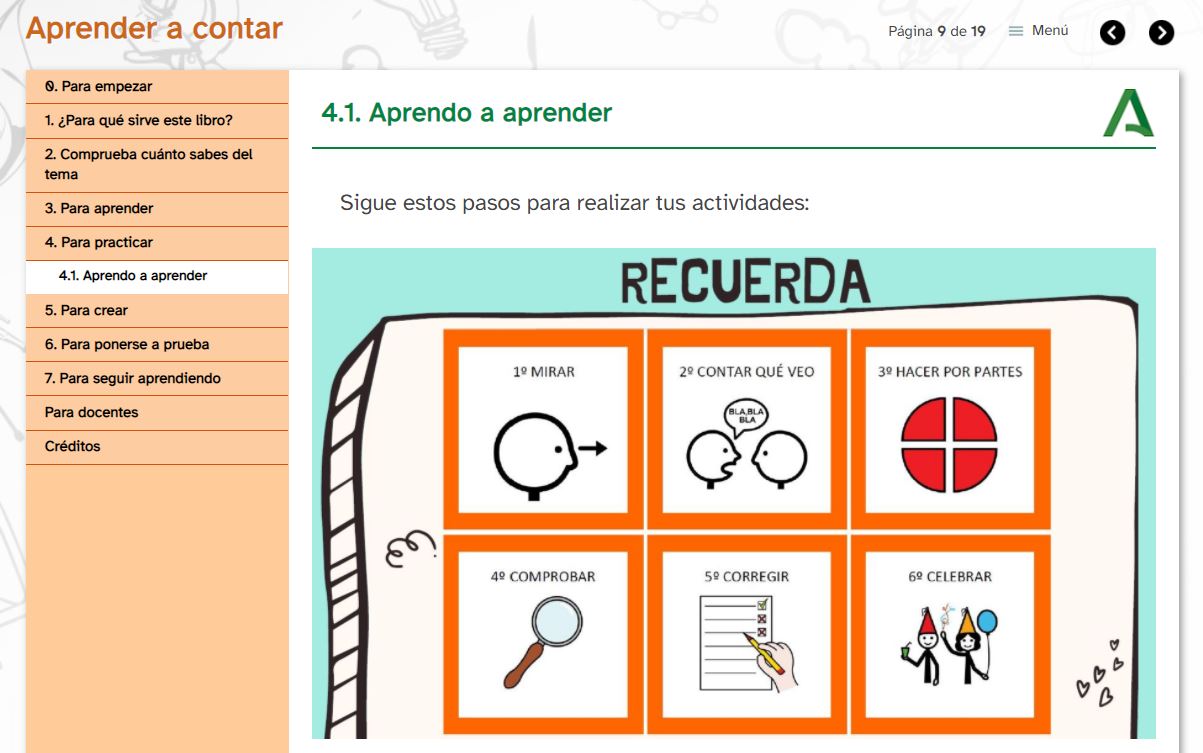 Aprender a contar
Página 9 de 19
Menú
0. Para empezar
1. ¿Para qué sirve este libro?
2. Comprueba cuánto sabes del
tema
3. Para aprender
4. Para practicar
4.1. Aprendo a aprender
5. Para crear
6. Para ponerse a prueba
7. Para seguir aprendiendo
Para docentes
Créditos
4.1. Aprendo a aprender
Sigue estos pasos para realizar tus actividades:
RECUERDA
1º MIRAR
2º CONTAR QUÉ VEO
BLA,BLA
BLA
3º HACER POR PARTES
4º COMPROBAR
5º CORREGIR
6º CELEBRAR